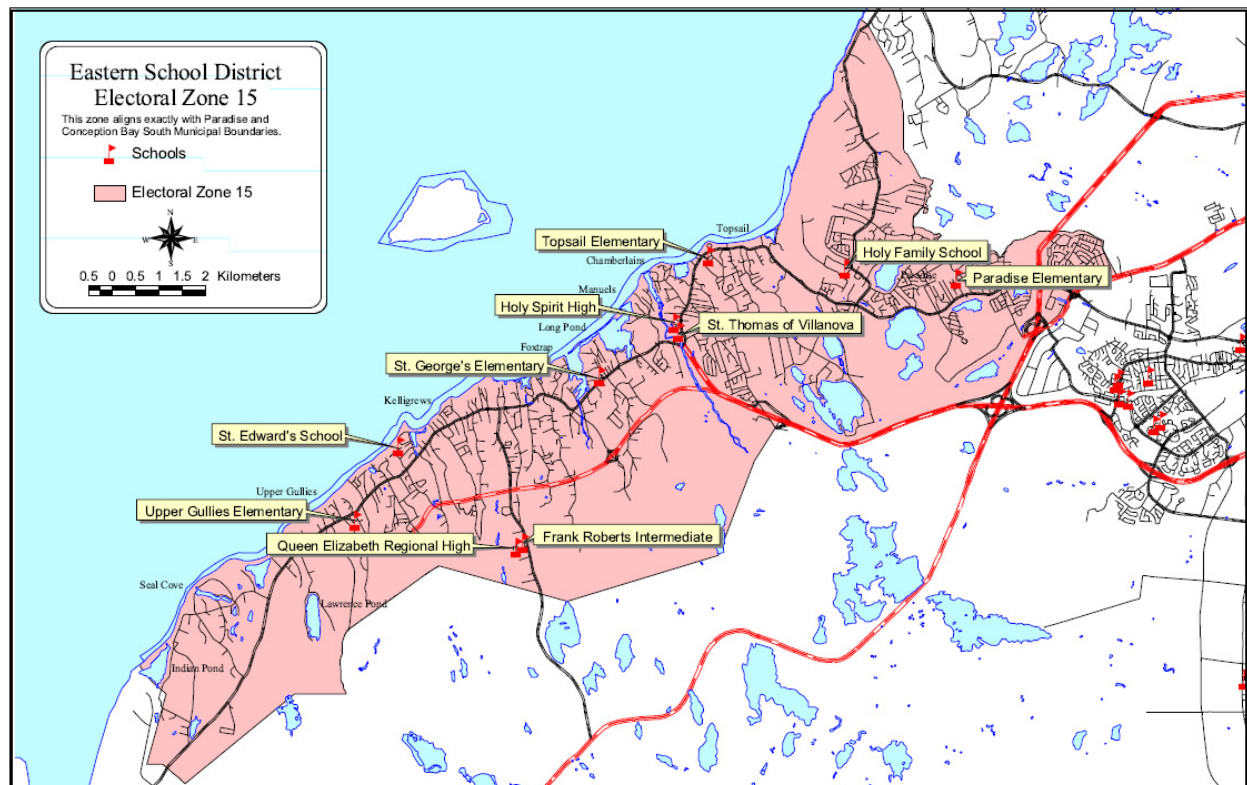 Eastern School District
Electoral Zone 15
This zone aligns exactly with Paradise and
Conception Bay South Municipal Boundaries.
Schools
Electoral Zone 15
N
W E
S
0.5 0 0.5 1 1.5 2 Kilometers
Topsail
Topsail Elementary
Chamberlains
Holy Family School
Paradise
Paradise Elementary
Manuels
Holy Spirit High
Long Pond
St. Thomas of Villanova
Foxtrap
St. George's Elementary
Kelligrews
St. Edward's School
Upper Gullies
Upper Gullies Elementary
Queen Elizabeth Regional High
Frank Roberts Intermediate
Seal Cove
Lawrence Pond
Indian Pond